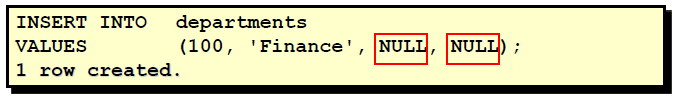 INSERT INTO departments
VALUES (100, 'Finance', NULL, NULL);
1 row created.